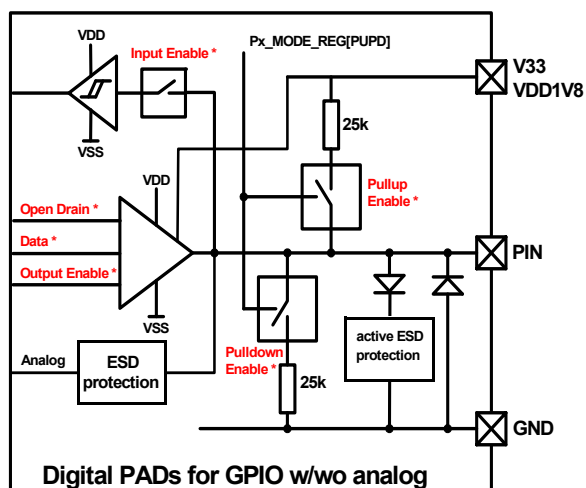 VDD
Input Enable *
Px_MODE_REG[PUPD]
V33
VDD1V8
VSS
25k
Pullup
Enable *
Open Drain *
VDD
Data *
PIN
Output Enable *
VSS
Analog
ESD
protection
Pulldown
Enable *
25k
active ESD
protection
GND
Digital PADs for GPIO w/wo analog